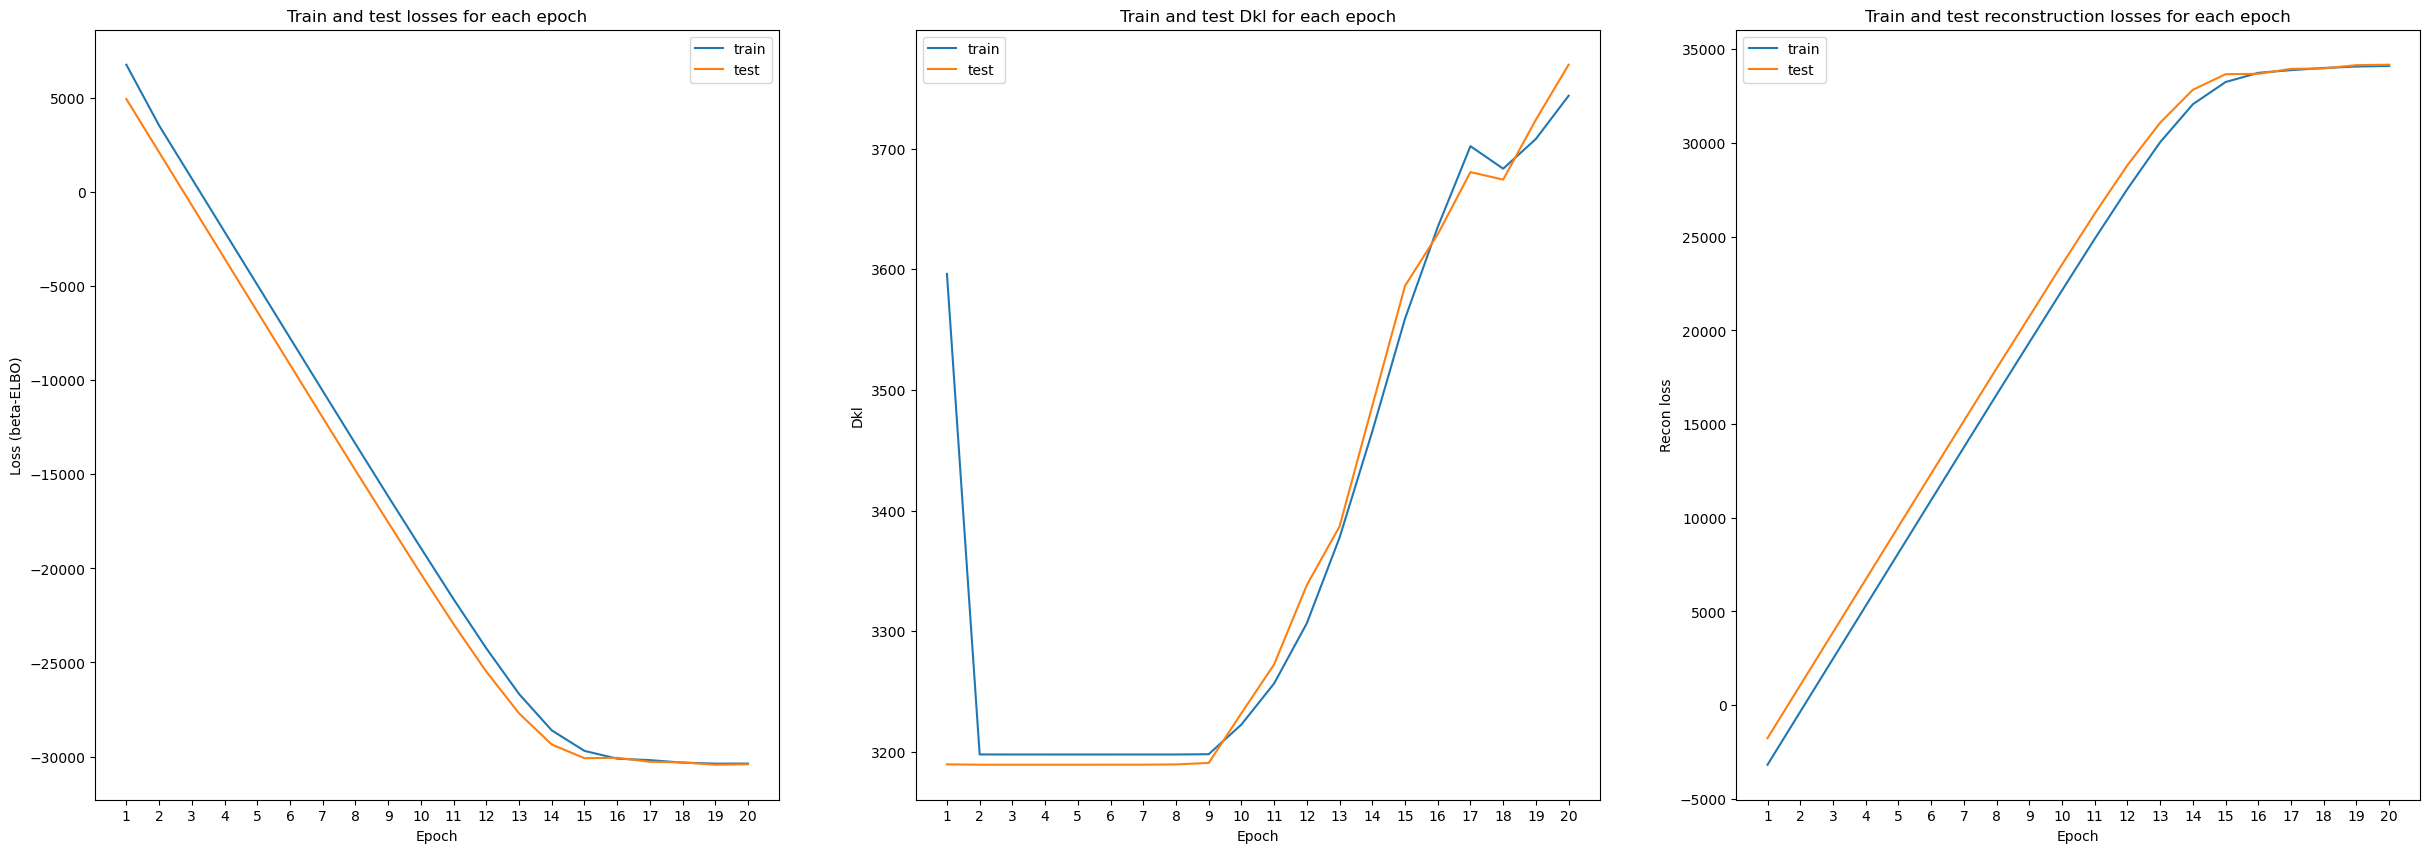 Train and test losses for each epoch
train
test
5000
0
−5000
−10000
−15000
−20000
−25000
−30000
Loss (beta-ELBO)
1 2 3 4 5 6 7 8 9 10 11 12 13 14 15 16 17 18 19 20
Epoch
Train and test Dkl for each epoch
train
test
3700
3600
3500
3400
3300
3200
Dkl
1 2 3 4 5 6 7 8 9 10 11 12 13 14 15 16 17 18 19 20
Epoch
Train and test reconstruction losses for each epoch
train
test
35000
30000
25000
20000
15000
10000
5000
0
−5000
Recon loss
1 2 3 4 5 6 7 8 9 10 11 12 13 14 15 16 17 18 19 20
Epoch